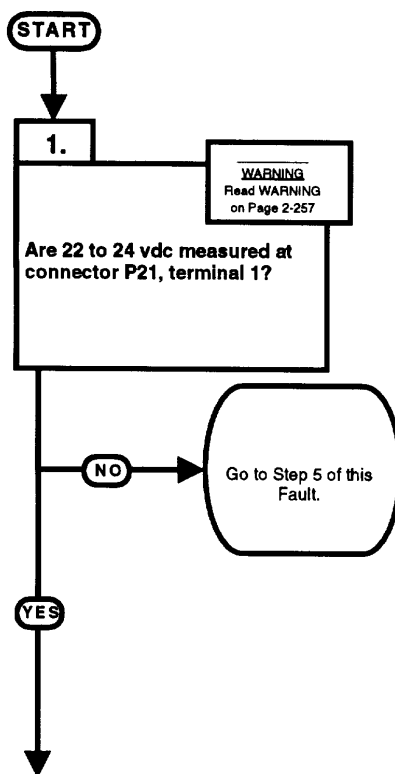 START
1.
WARNING
Read WARNING
on Page 2-257
Are 22 to 24 vdc measured at
connector P21, terminal 1?
NO
Go to Step 5 of this
Fault.
YES